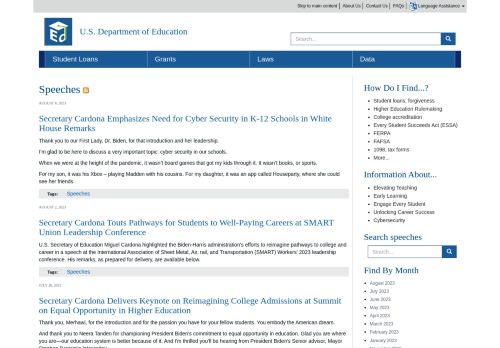 Skip to main content | About Us | Contact Us | FAQs | Language Assistance
U.S. Department of Education
Search...
Student Loans Grants Laws Data
Speeches
AUGUST 8, 2023
Secretary Cardona Emphasizes Need for Cyber Security in K-12 Schools in White
House Remarks
Thank you to our First Lady, Dr. Biden, for that introduction and her leadership.
I'm glad to be here to discuss a very important topic: cyber security in our schools.
When we were at the height of the pandemic, it wasn't board games that got my kids through it. It wasn't books, or sports.
For my son, it was his Xbox – playing Madden with his cousins. For my daughter, it was an app called Houseparty, where she could
see her friends.
Tags: Speeches
AUGUST 2, 2023
Secretary Cardona Touts Pathways for Students to Well-Paying Careers at SMART
Union Leadership Conference
U.S. Secretary of Education Miguel Cardona highlighted the Biden-Harris administration's efforts to reimagine pathways to college and
career in a speech at the International Association of Sheet Metal, Air, rail, and Transportation (SMART) Workers' 2023 leadership
conference. His remarks, as prepared for delivery, are available below.
Tags: Speeches
JULY 26, 2023
Secretary Cardona Delivers Keynote on Reimagining College Admissions at Summit
on Equal Opportunity in Higher Education
Thank you, Merhavi, for the introduction and for the passion you have for your fellow students. You embody the American dream.
And thank you to Neera Tanden for championing President Biden's commitment to equal opportunity in education. Glad you are where
you are—our education system is better because of it. And I'm thrilled you'll be hearing from President Biden's Senior advisor, Mayor
How Do I Find...?
Student loans, forgiveness
Higher Education Rulemaking
College accreditation
Every Student Succeeds Act (ESSA)
FERPA
FAFSA
1098, tax forms
More...
Information About...
Elevating Teaching
Early Learning
Engage Every Student
Unlocking Career Success
Cybersecurity
Search speeches
Search...
Find By Month
August 2023
July 2023
June 2023
May 2023
April 2023
March 2023
February 2023
January 2023